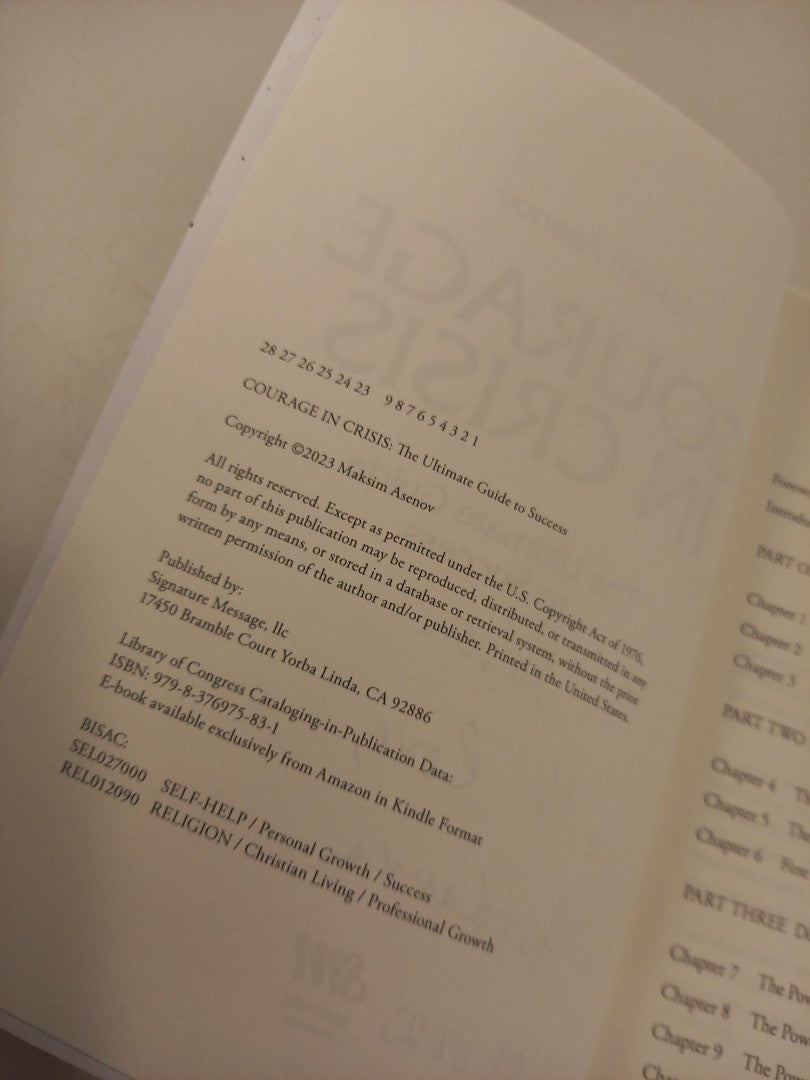 28 27 26 25 24 23 9 8 7 6 5 4 3 2 1
COURAGE IN CRISIS: The Ultimate Guide to Success
Copyright ©2023 Maksim Asenov
All rights reserved. Except as permitted under the U.S. Copyright Act of 1976,
no part of this publication may be reproduced, distributed, or transmitted in any
form by any means, or stored in a database or retrieval system, without the prior
written permission of the author and/or publisher. Printed in the United States.
Published by:
Signature Message, llc
17450 Bramble Court Yorba Linda, CA 92886
Library of Congress Cataloging-in-Publication Data:
ISBN: 979-8-376975-83-1
E-book available exclusively from Amazon in Kindle Format
BISAC:
SEL027000 SELF-HELP / Personal Growth / Success
REL012090 RELIGION / Christian Living / Professional Growth
PART
Chapter 1
Chapter 2
Chapter 3
PART TWO
Chapter 4
Chapter 5
Chapter 6
PART THREE
Chapter 7 The
Chapter 8 The
Chapter 9 The